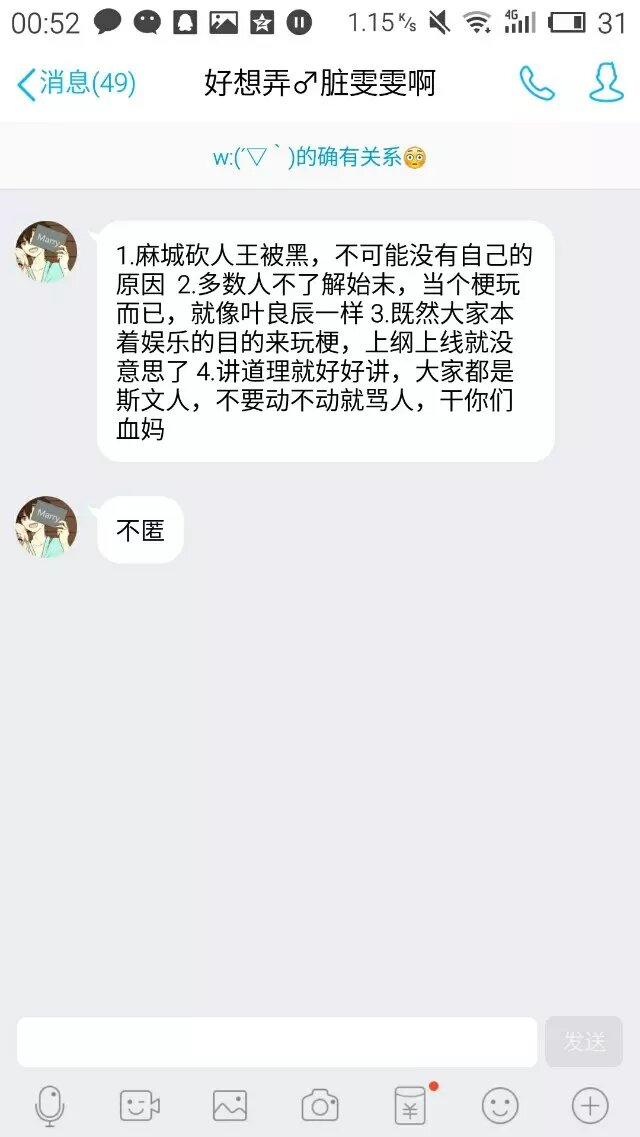 00:52 1.15 K/s 4G 31
消息(49) 好想弄♂脏雯雯啊
w:(´▽`)的确有关系😳
Marry
1.麻城砍人王被黑，不可能没有自己的
原因 2.多数人不了解始末，当个梗玩
而已，就像叶良辰一样 3.既然大家本
着娱乐的目的来玩梗，上纲上线就没
意思了 4.讲道理就好好讲，大家都是
斯文人，不要动不动就骂人，干你们
血妈
Marry
不匿
发送
¥